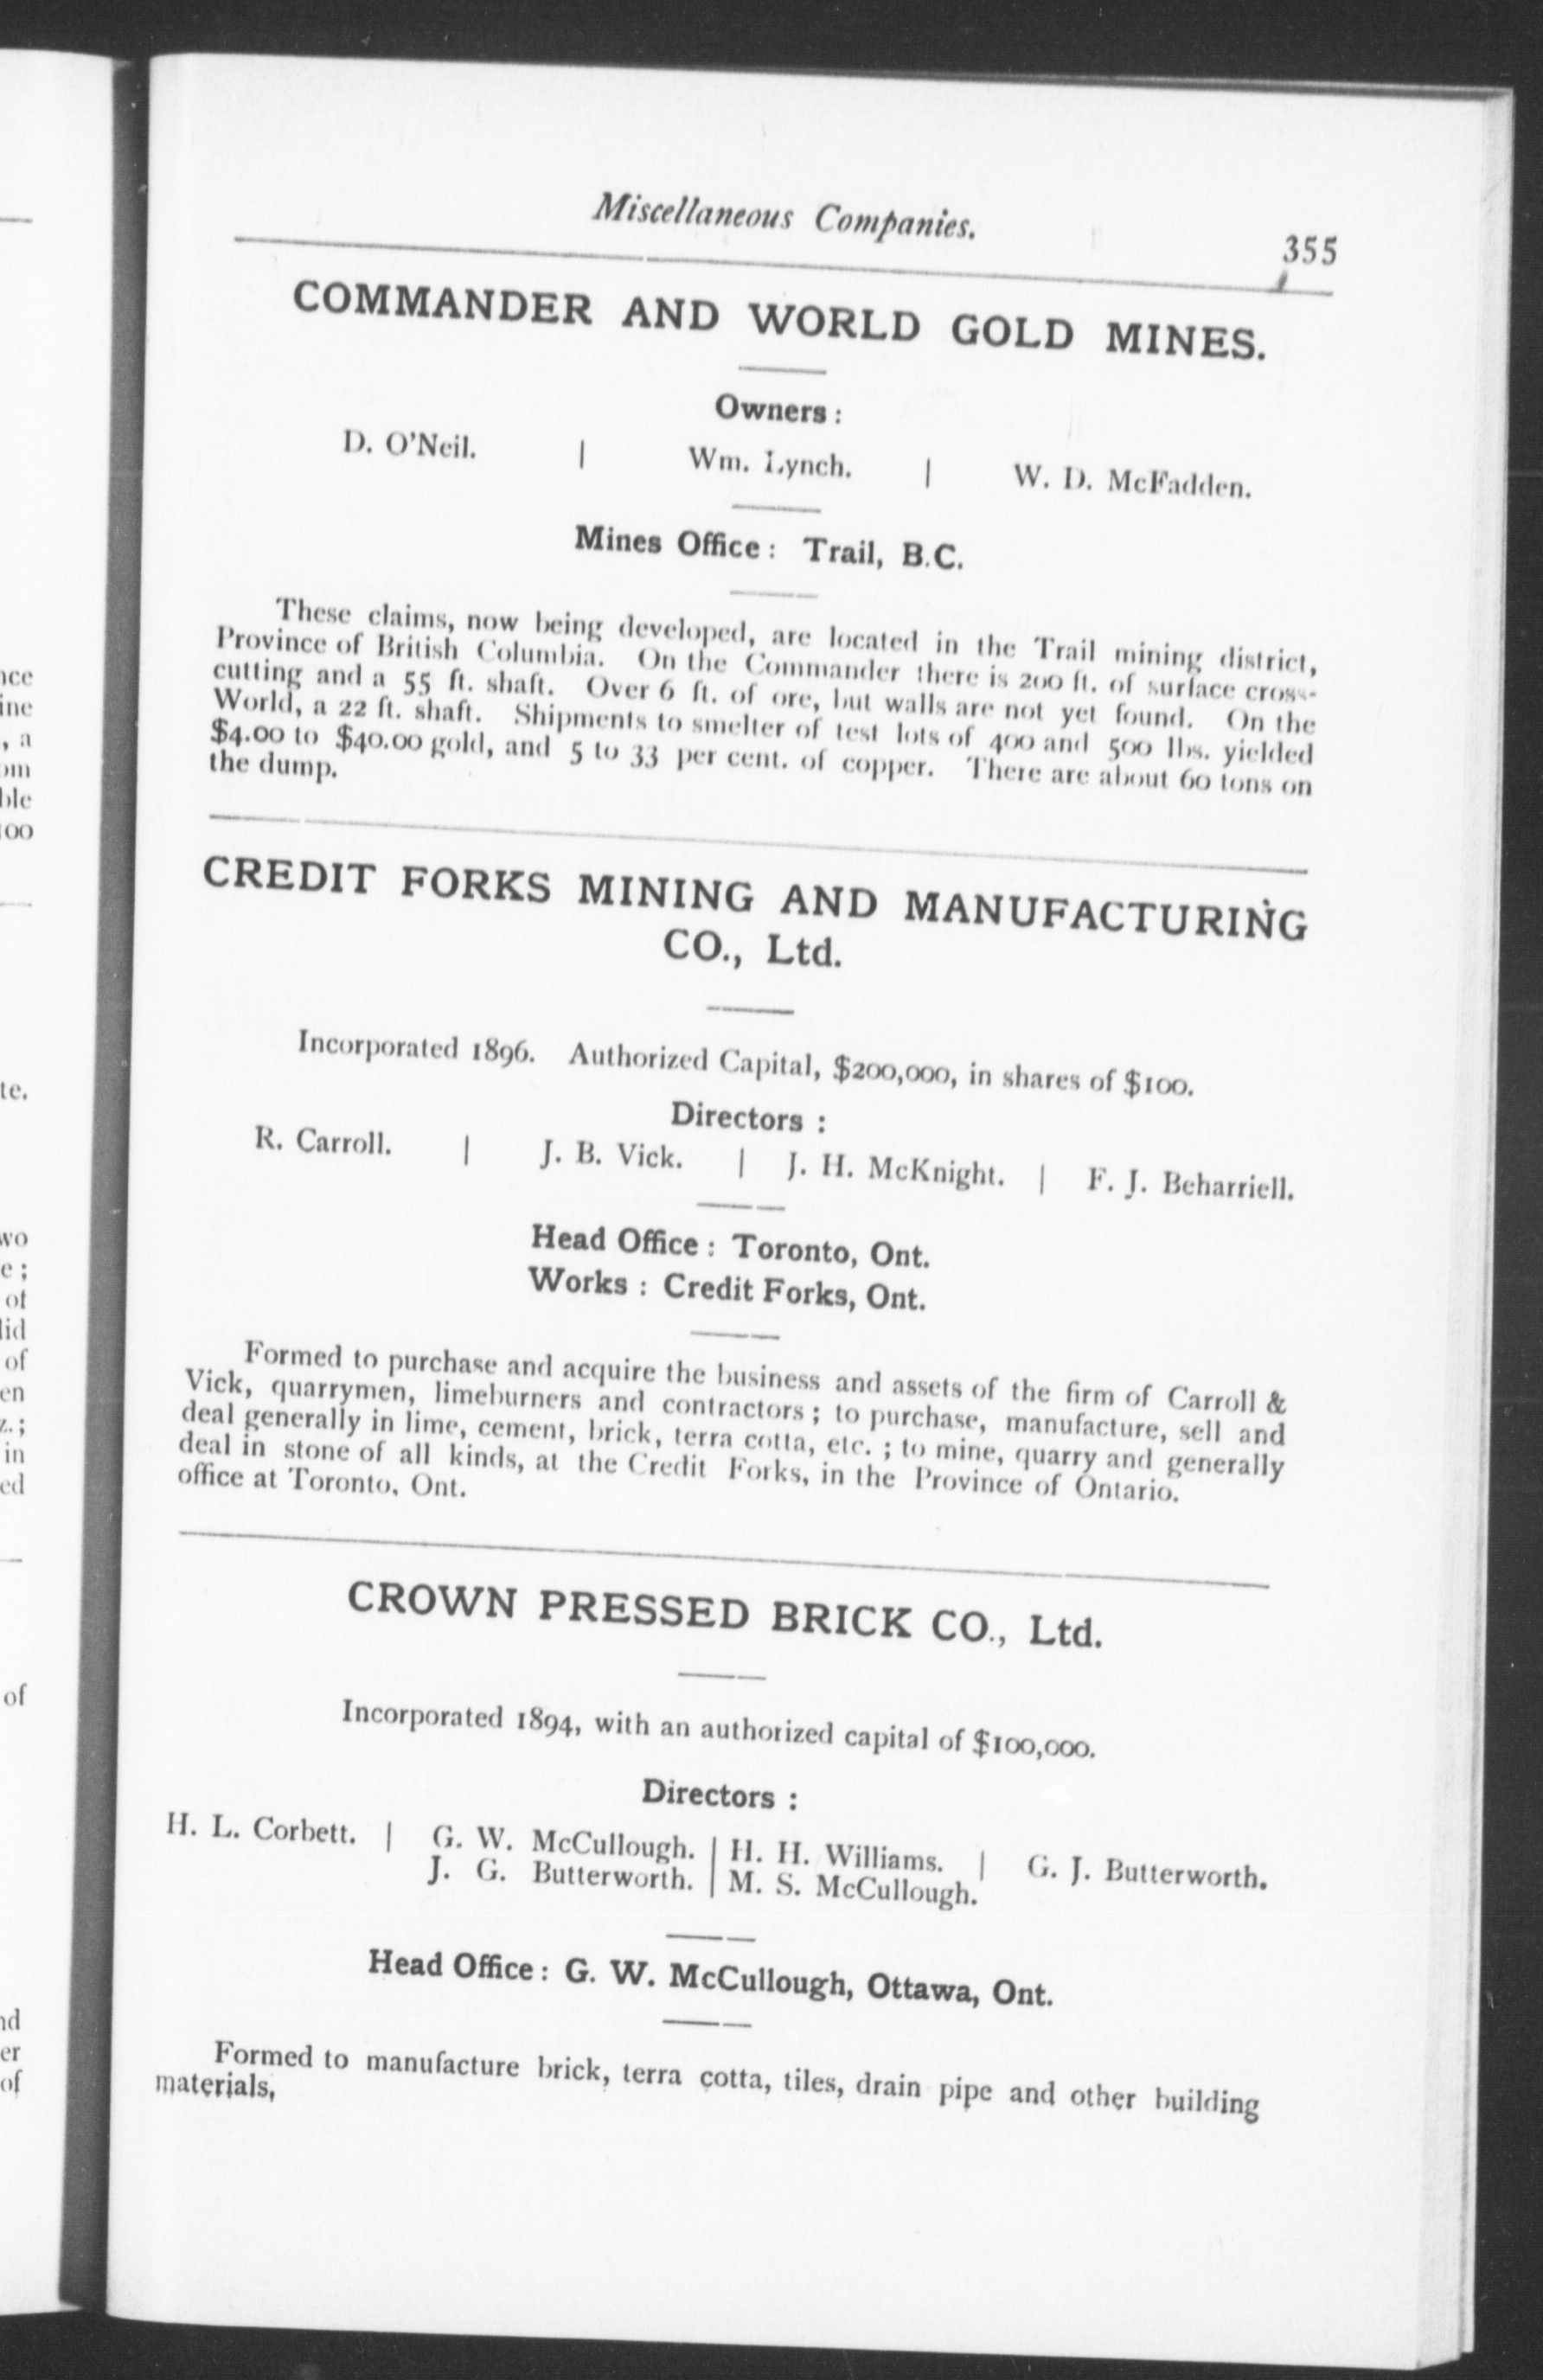 Miscellaneous Companies.
355
COMMANDER AND WORLD GOLD MINES.
Owners :
D. O'Neil. | Wm. Lynch. | W. D. McFadden.
Mines Office : Trail, B.C.
These claims, now being developed, are located in the Trail mining district,
Province of British Columbia. On the Commander there is 200 ft. of surface cross-
cutting and a 55 ft. shaft. Over 6 ft. of ore, but walls are not yet found. On the
World, a 22 ft. shaft. Shipments to smelter of test lots of 400 and 500 lbs. yielded
$4.00 to $40.00 gold, and 5 to 33 per cent. of copper. There are about 60 tons on
the dump.
CREDIT FORKS MINING AND MANUFACTURING
CO., Ltd.
Incorporated 1896. Authorized Capital, $200,000, in shares of $100.
Directors :
R. Carroll. | J. B. Vick. | J. H. McKnight. | F. J. Beharriell.
Head Office : Toronto, Ont.
Works : Credit Forks, Ont.
Formed to purchase and acquire the business and assets of the firm of Carroll &
Vick, quarrymen, limeburners and contractors ; to purchase, manufacture, sell and
deal generally in lime, cement, brick, terra cotta, etc. ; to mine, quarry and generally
deal in stone of all kinds, at the Credit Forks, in the Province of Ontario.
office at Toronto, Ont.
CROWN PRESSED BRICK CO., Ltd.
Incorporated 1894, with an authorized capital of $100,000.
Directors :
H. L. Corbett. | G. W. McCullough. | H. H. Williams. | G. J. Butterworth.
J. G. Butterworth. | M. S. McCullough.
Head Office : G. W. McCullough, Ottawa, Ont.
Formed to manufacture brick, terra cotta, tiles, drain pipe and other building
materials,